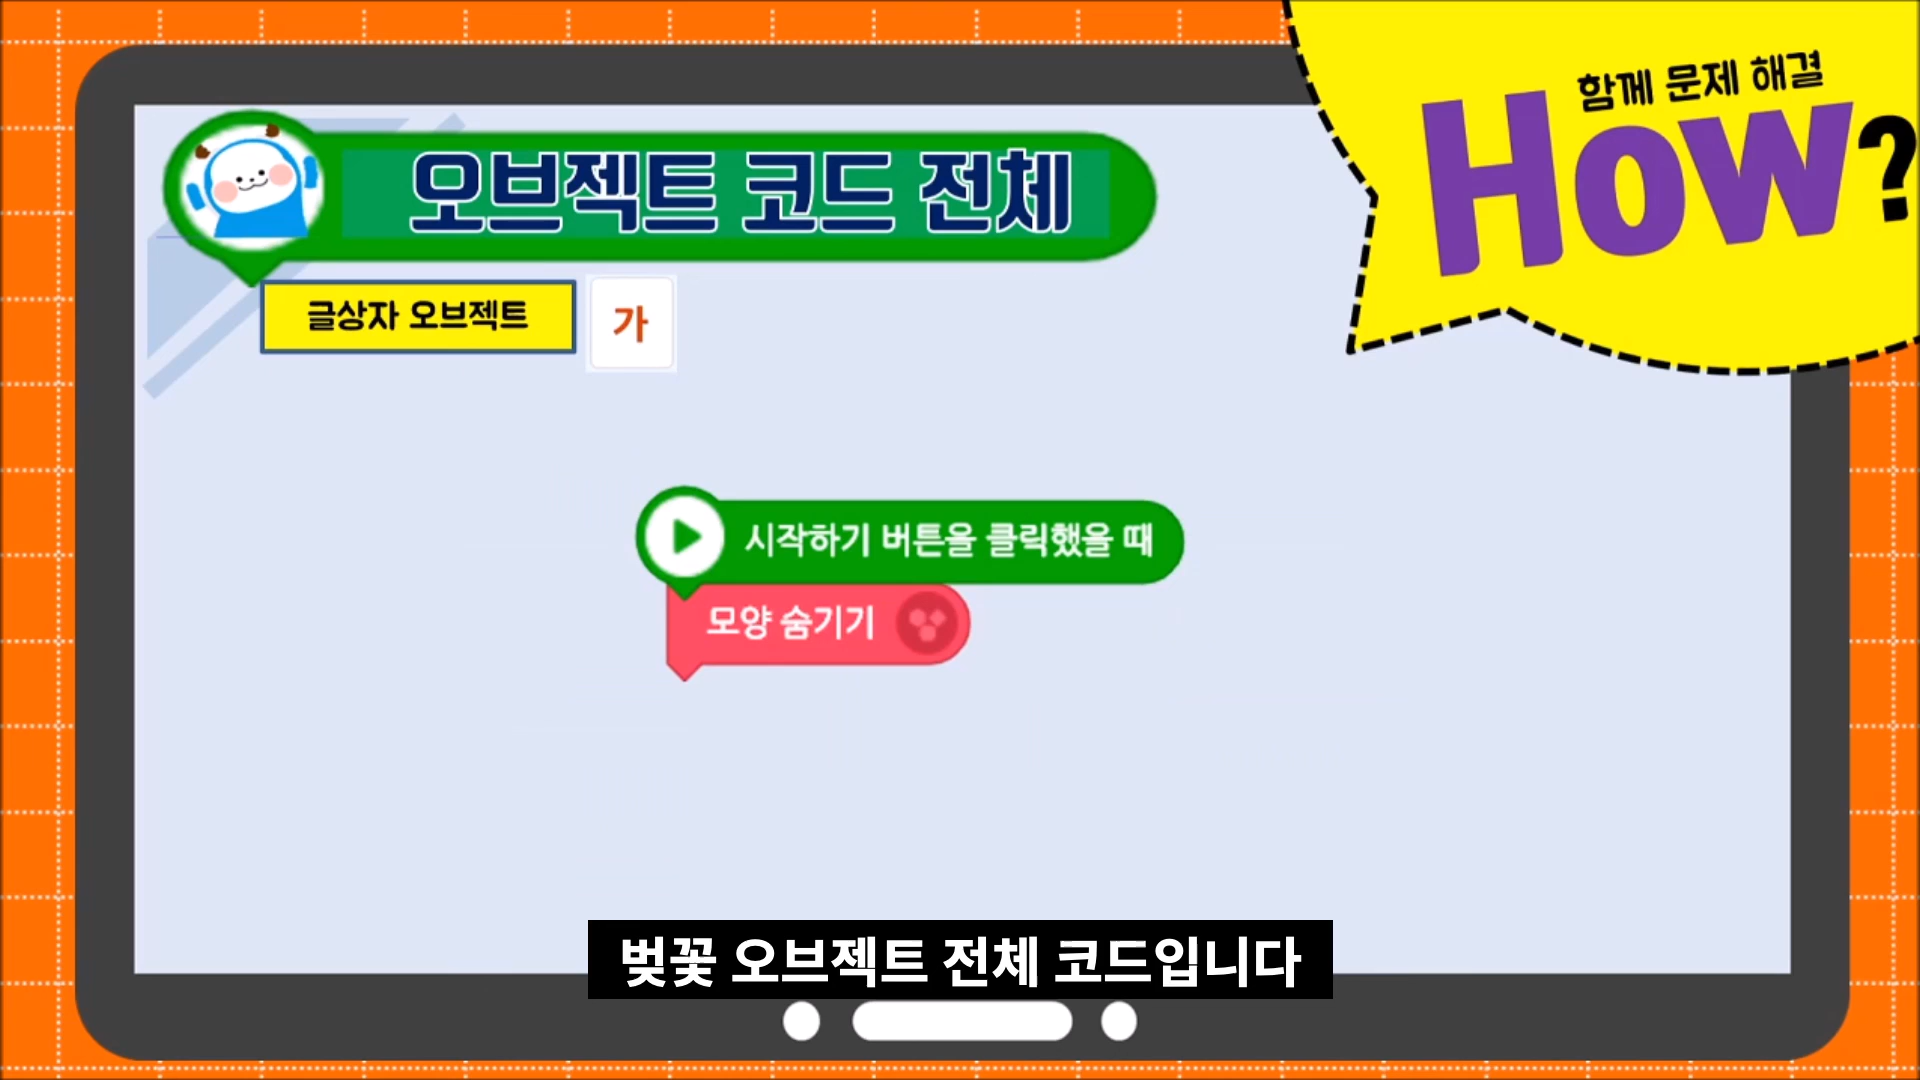 함께 문제 해결
How?
오브젝트 코드 전체
글상자 오브젝트
가
시작하기 버튼을 클릭했을 때
모양 숨기기
벚꽃 오브젝트 전체 코드입니다